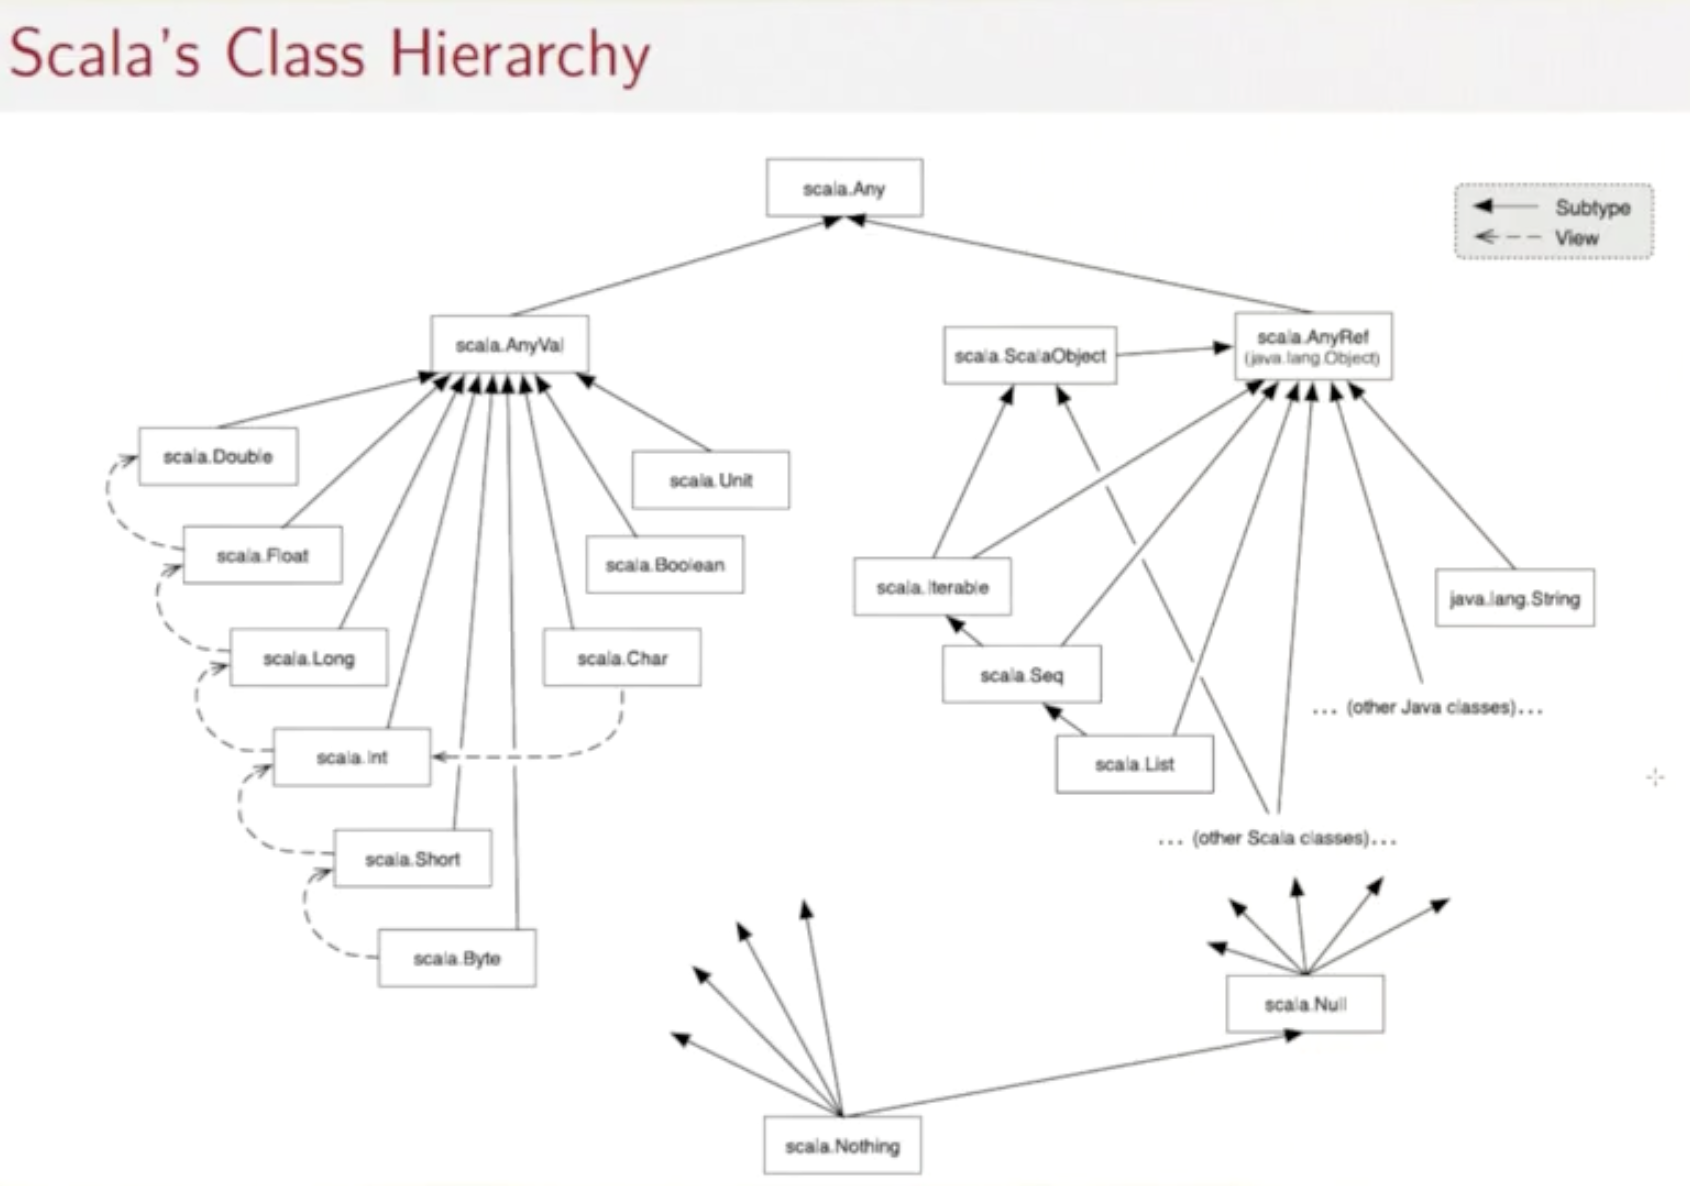 Scala's Class Hierarchy
scala.Any
Subtype
View
scala.AnyVal
scala.ScalaObject
scala.AnyRef
(java.lang.Object)
scala.Double
scala.Unit
scala.Float
scala.Boolean
scala.Iterable
java.lang.String
scala.Long
scala.Char
scala.Seq
... (other Java classes)...
scala.Int
scala.List
... (other Scala classes)...
scala.Short
scala.Byte
scala.Null
scala.Nothing